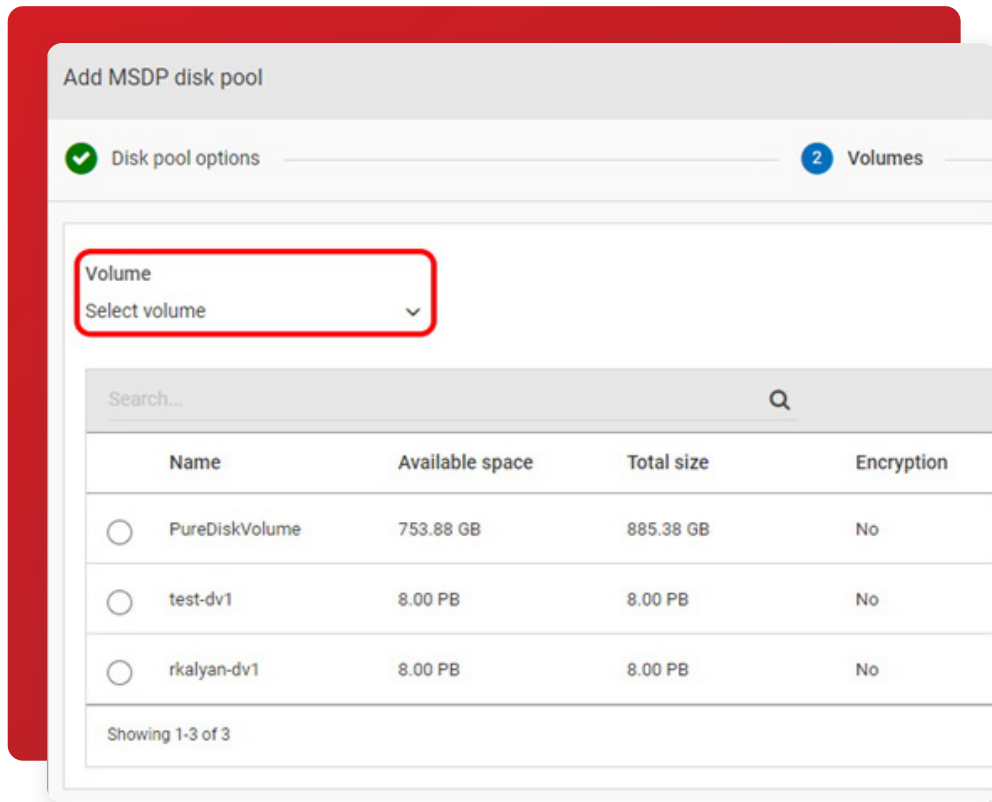 Add MSDP disk pool
Disk pool options
2 Volumes
Volume
Select volume
Search...
Name Available space Total size Encryption
PureDiskVolume 753.88 GB 885.38 GB No
test-dv1 8.00 PB 8.00 PB No
rkalyan-dv1 8.00 PB 8.00 PB No
Showing 1-3 of 3